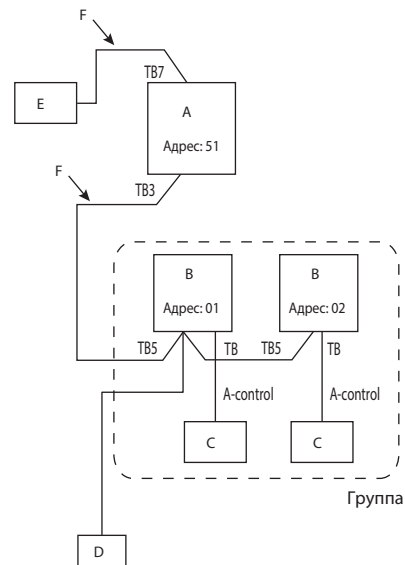 F
TB7
E
A
Адрес: 51
F
TB3
B
Адрес: 01
B
Адрес: 02
TB5
TB
TB5
TB
A-control
A-control
C
C
Группа
D